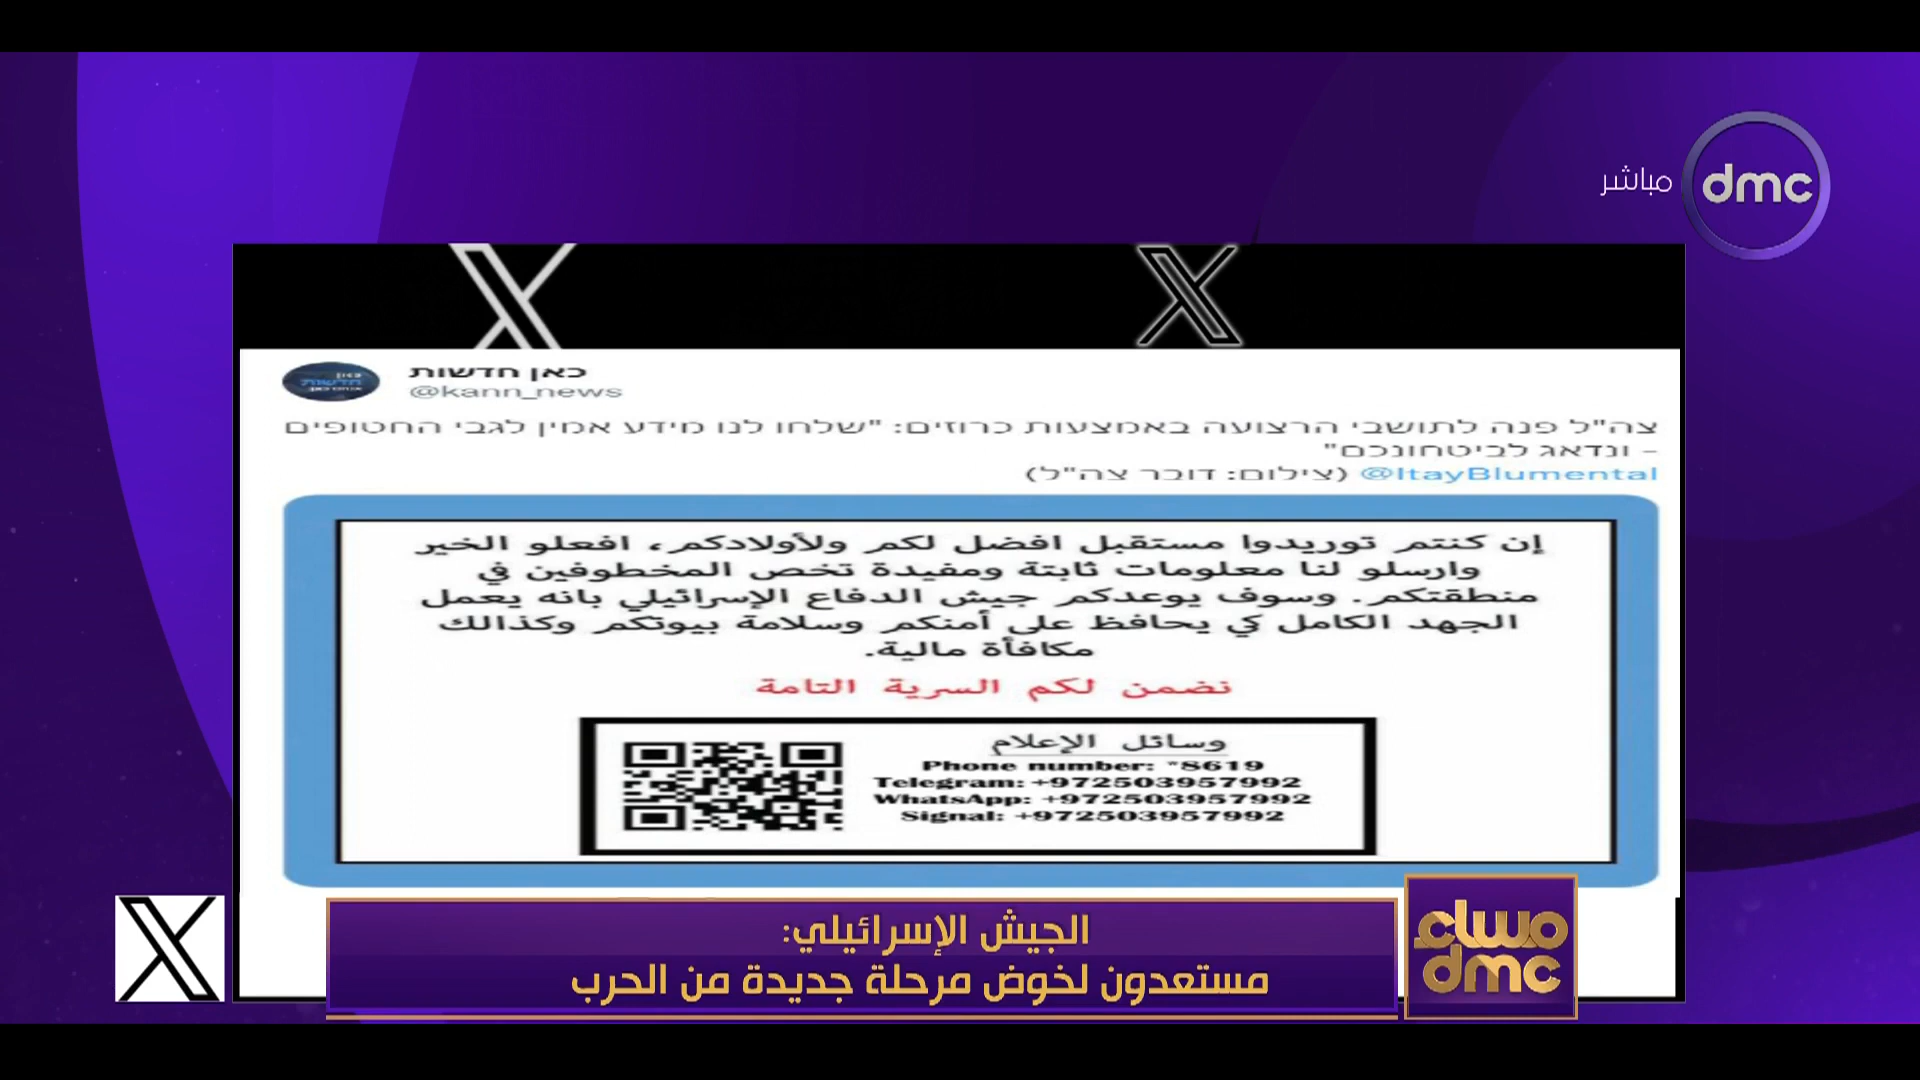 مباشر
dmc
כאן חדשות
@kann_news
צה"ל פנה לתושבי הרצועה באמצעות כרוזים: "שלחו לנו מידע אמין לגבי החטופים
- ונדאג לביטחונכם"
@ItayBlumental (צילום: דובר צה"ל)
إن كنتم توريدوا مستقبل افضل لكم ولأولادكم، افعلو الخير
وارسلو لنا معلومات ثابتة ومفيدة تخص المخطوفين في
منطقتكم. وسوف يوعدكم جيش الدفاع الإسرائيلي بانه يعمل
الجهد الكامل كي يحافظ على أمنكم وسلامة بيوتكم وكذالك
مكافأة مالية.
نضمن لكم السرية التامة
وسائل الإعلام
Phone number: *8619
Telegram: +972503957992
WhatsApp: +972503957992
Signal: +972503957992
الجيش الإسرائيلي:
مستعدون لخوض مرحلة جديدة من الحرب
مساء
dmc